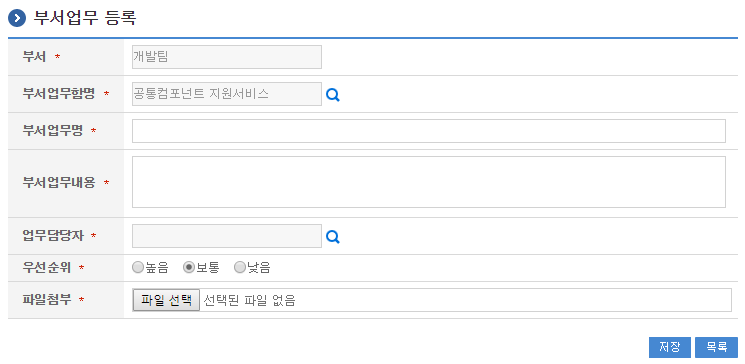 부서업무 등록
부서 * 개발팀
부서업무함명 * 공통컴포넌트 지원서비스
부서업무명 *
부서업무내용 *
업무담당자 *
우선순위 * 높음 보통 낮음
파일첨부 * 파일 선택 선택된 파일 없음
저장 목록